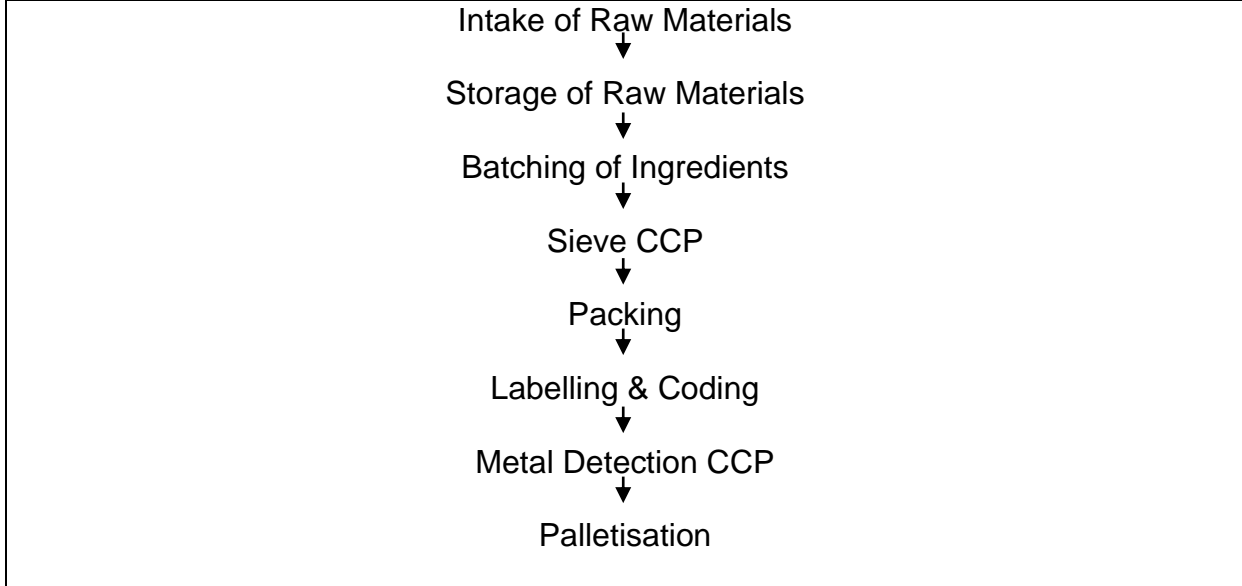 Intake of Raw Materials
Storage of Raw Materials
Batching of Ingredients
Sieve CCP
Packing
Labelling & Coding
Metal Detection CCP
Palletisation